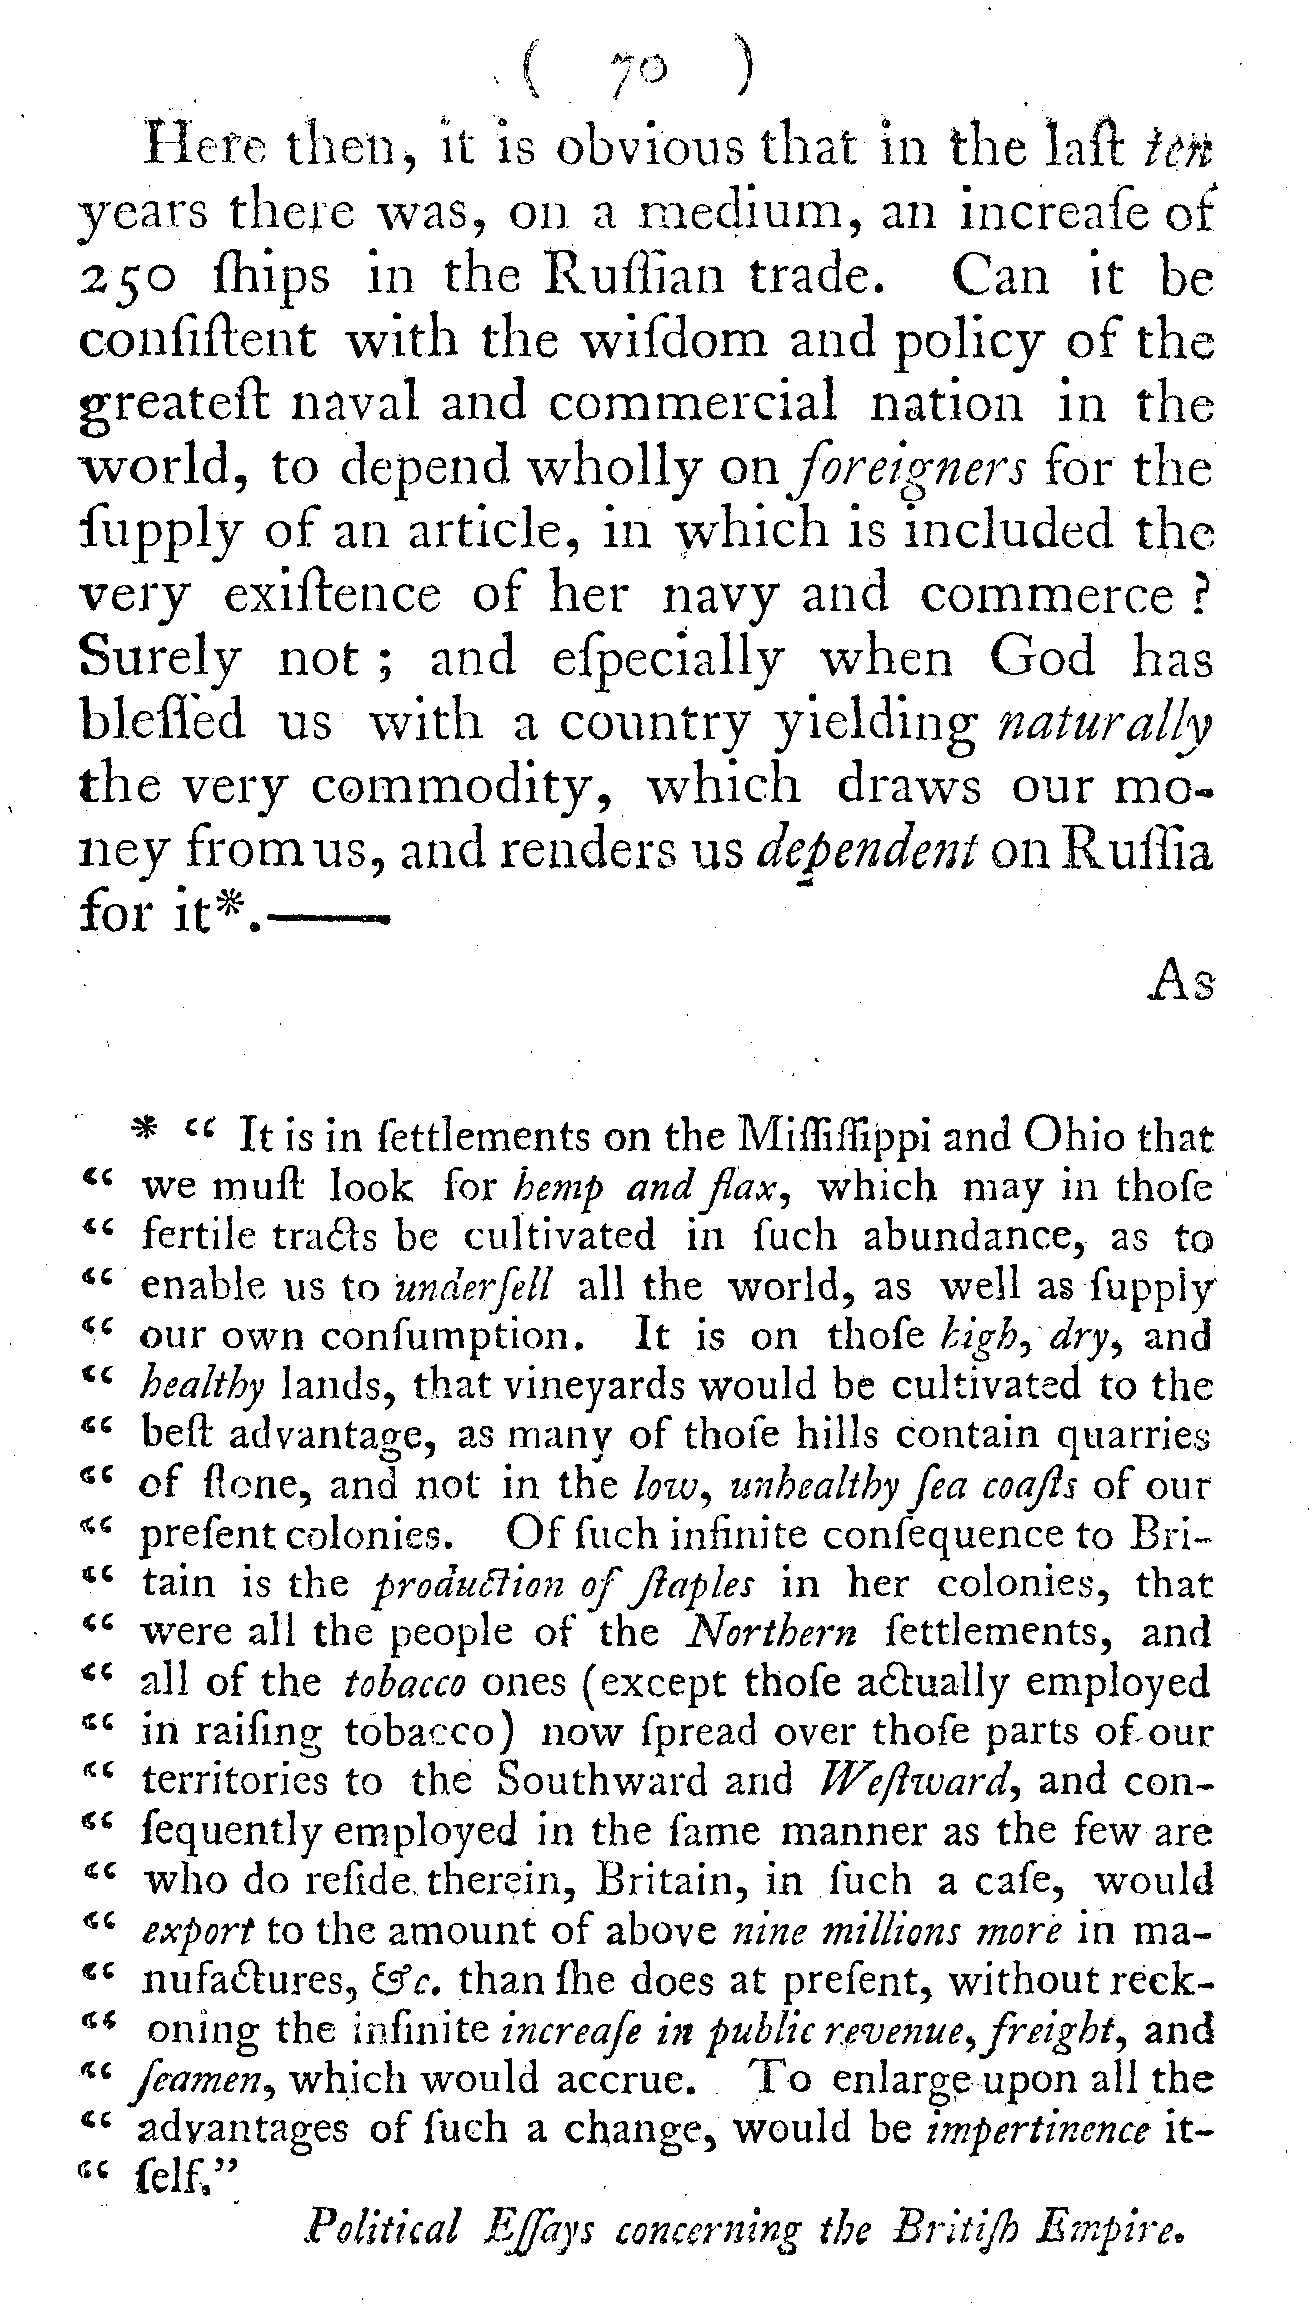 ( 70 )
Here then, it is obvious that in the laſt ten
years there was, on a medium, an increaſe of
250 ſhips in the Ruſſian trade. Can it be
conſiſtent with the wiſdom and policy of the
greateſt naval and commercial nation in the
world, to depend wholly on foreigners for the
ſupply of an article, in which is included the
very exiſtence of her navy and commerce ?
Surely not ; and eſpecially when God has
bleſſed us with a country yielding naturally
the very commodity, which draws our mo-
ney from us, and renders us dependent on Ruſſia
for it*.——
As
* “ It is in ſettlements on the Miſſiſſippi and Ohio that
“ we muſt look for hemp and flax, which may in thoſe
“ fertile tracts be cultivated in ſuch abundance, as to
“ enable us to underſell all the world, as well as ſupply
“ our own conſumption. It is on thoſe high, dry, and
“ healthy lands, that vineyards would be cultivated to the
“ beſt advantage, as many of thoſe hills contain quarries
“ of ſtone, and not in the low, unhealthy ſea coaſts of our
“ preſent colonies. Of ſuch infinite conſequence to Bri-
“ tain is the production of ſtaples in her colonies, that
“ were all the people of the Northern ſettlements, and
“ all of the tobacco ones (except thoſe actually employed
“ in raiſing tobacco) now ſpread over thoſe parts of our
“ territories to the Southward and Weſtward, and con-
“ ſequently employed in the ſame manner as the few are
“ who do reſide therein, Britain, in ſuch a caſe, would
“ export to the amount of above nine millions more in ma-
“ nufactures, &c. than ſhe does at preſent, without reck-
“ oning the infinite increaſe in public revenue, freight, and
“ ſeamen, which would accrue. To enlarge upon all the
“ advantages of ſuch a change, would be impertinence it-
“ ſelf.”
Political Eſſays concerning the Britiſh Empire.